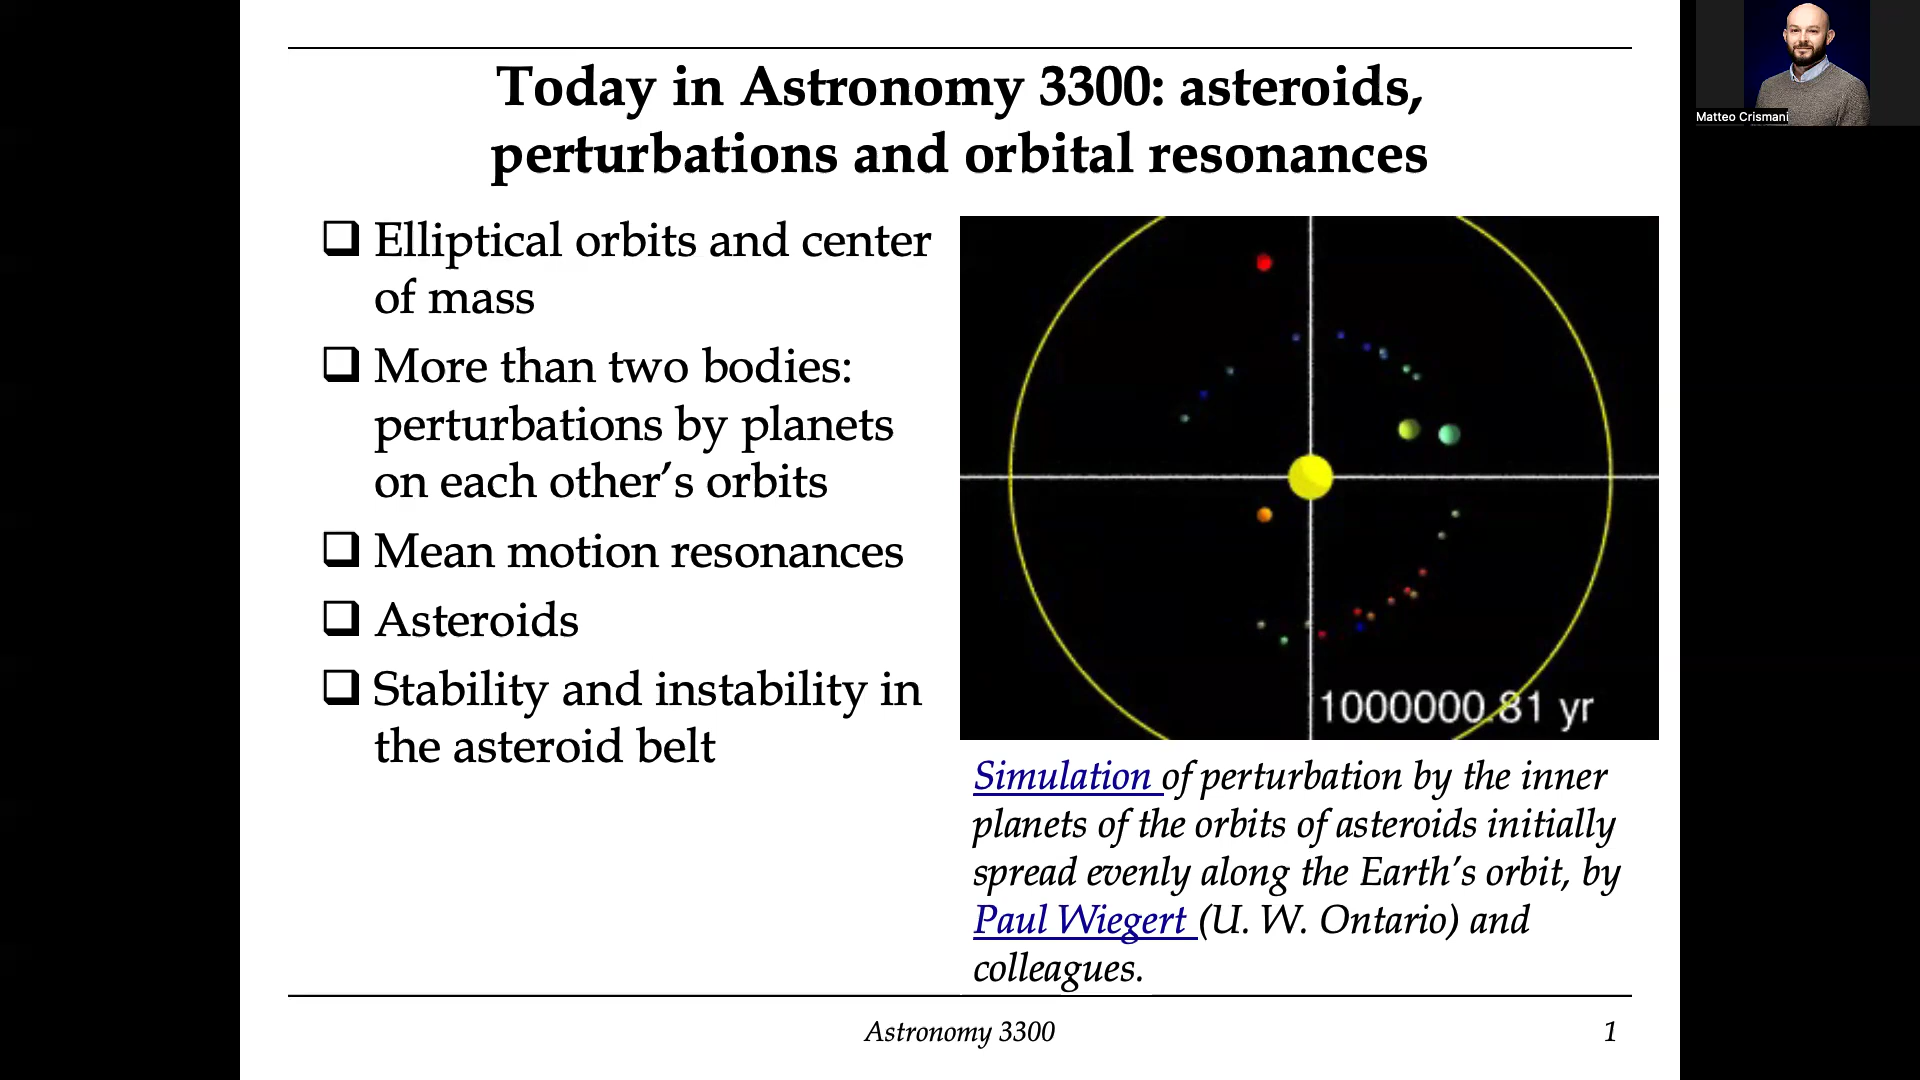 Today in Astronomy 3300: asteroids,
perturbations and orbital resonances
Elliptical orbits and center
of mass
More than two bodies:
perturbations by planets
on each other’s orbits
Mean motion resonances
Asteroids
Stability and instability in
the asteroid belt
1000000.81 yr
Simulation of perturbation by the inner
planets of the orbits of asteroids initially
spread evenly along the Earth’s orbit, by
Paul Wiegert (U. W. Ontario) and
colleagues.
Astronomy 3300
1
Matteo Crismani